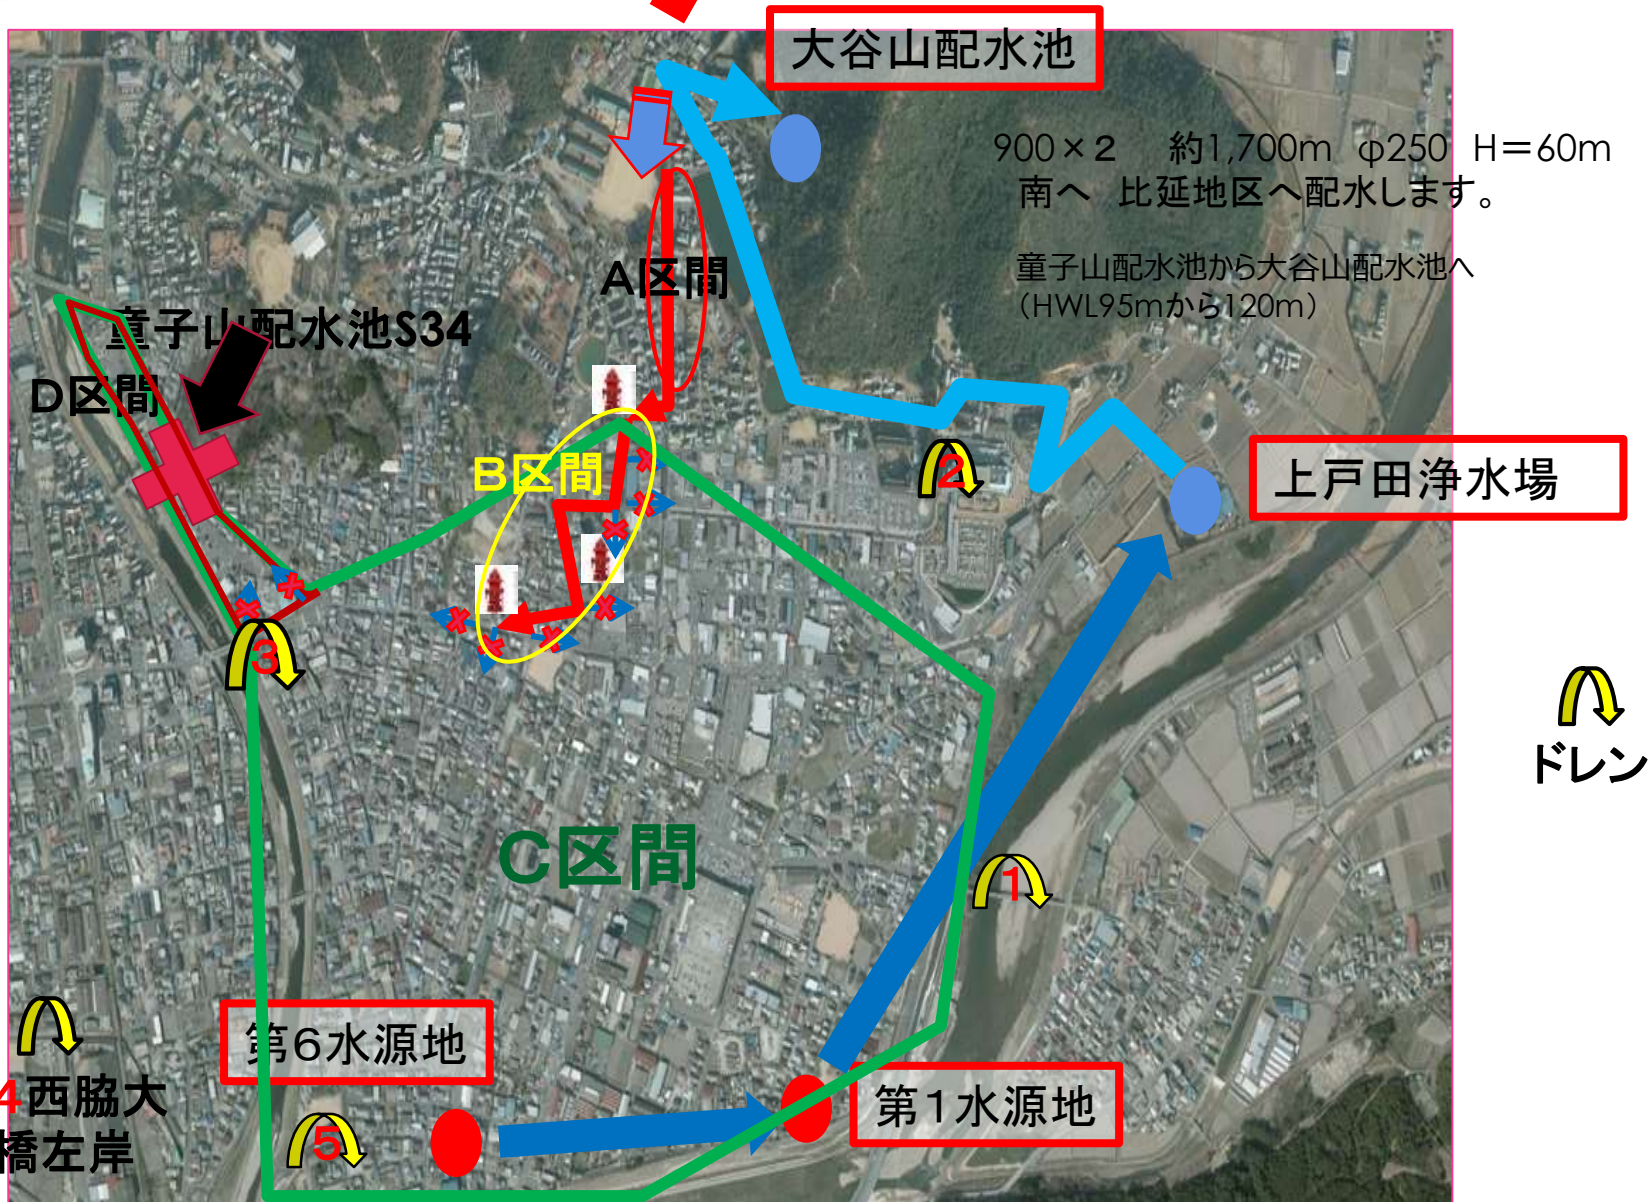 大谷山配水池
900×2　約1,700m φ250 H=60m
南へ 比延地区へ配水します。
童子山配水池から大谷山配水池へ
(HWL95mから120m)
A区間
童子山配水池S34
D区間
B区間
2
上戸田浄水場
3
ドレン
C区間
1
第6水源地
4西脇大
橋左岸
第1水源地
5